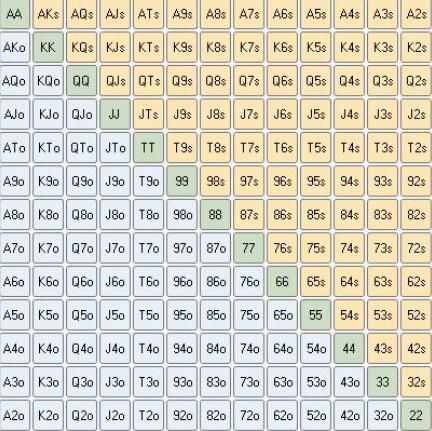 AA AKs AQs AJs ATs A9s A8s A7s A6s A5s A4s A3s A2s
AKo KK KQs KJs KTs K9s K8s K7s K6s K5s K4s K3s K2s
AQo KQo QQ QJs QTs Q9s Q8s Q7s Q6s Q5s Q4s Q3s Q2s
AJo KJo QJo JJ JTs J9s J8s J7s J6s J5s J4s J3s J2s
ATo KTo QTo JTo TT T9s T8s T7s T6s T5s T4s T3s T2s
A9o K9o Q9o J9o T9o 99 98s 97s 96s 95s 94s 93s 92s
A8o K8o Q8o J8o T8o 98o 88 87s 86s 85s 84s 83s 82s
A7o K7o Q7o J7o T7o 97o 87o 77 76s 75s 74s 73s 72s
A6o K6o Q6o J6o T6o 96o 86o 76o 66 65s 64s 63s 62s
A5o K5o Q5o J5o T5o 95o 85o 75o 65o 55 54s 53s 52s
A4o K4o Q4o J4o T4o 94o 84o 74o 64o 54o 44 43s 42s
A3o K3o Q3o J3o T3o 93o 83o 73o 63o 53o 43o 33 32s
A2o K2o Q2o J2o T2o 92o 82o 72o 62o 52o 42o 32o 22